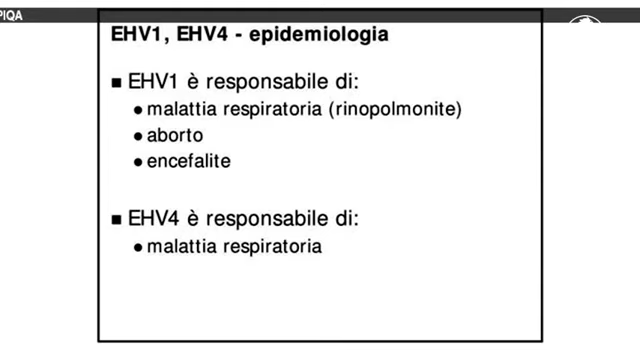 PIQA
EHV1, EHV4 - epidemiologia
■ EHV1 è responsabile di:
● malattia respiratoria (rinopolmonite)
● aborto
● encefalite
■ EHV4 è responsabile di:
● malattia respiratoria